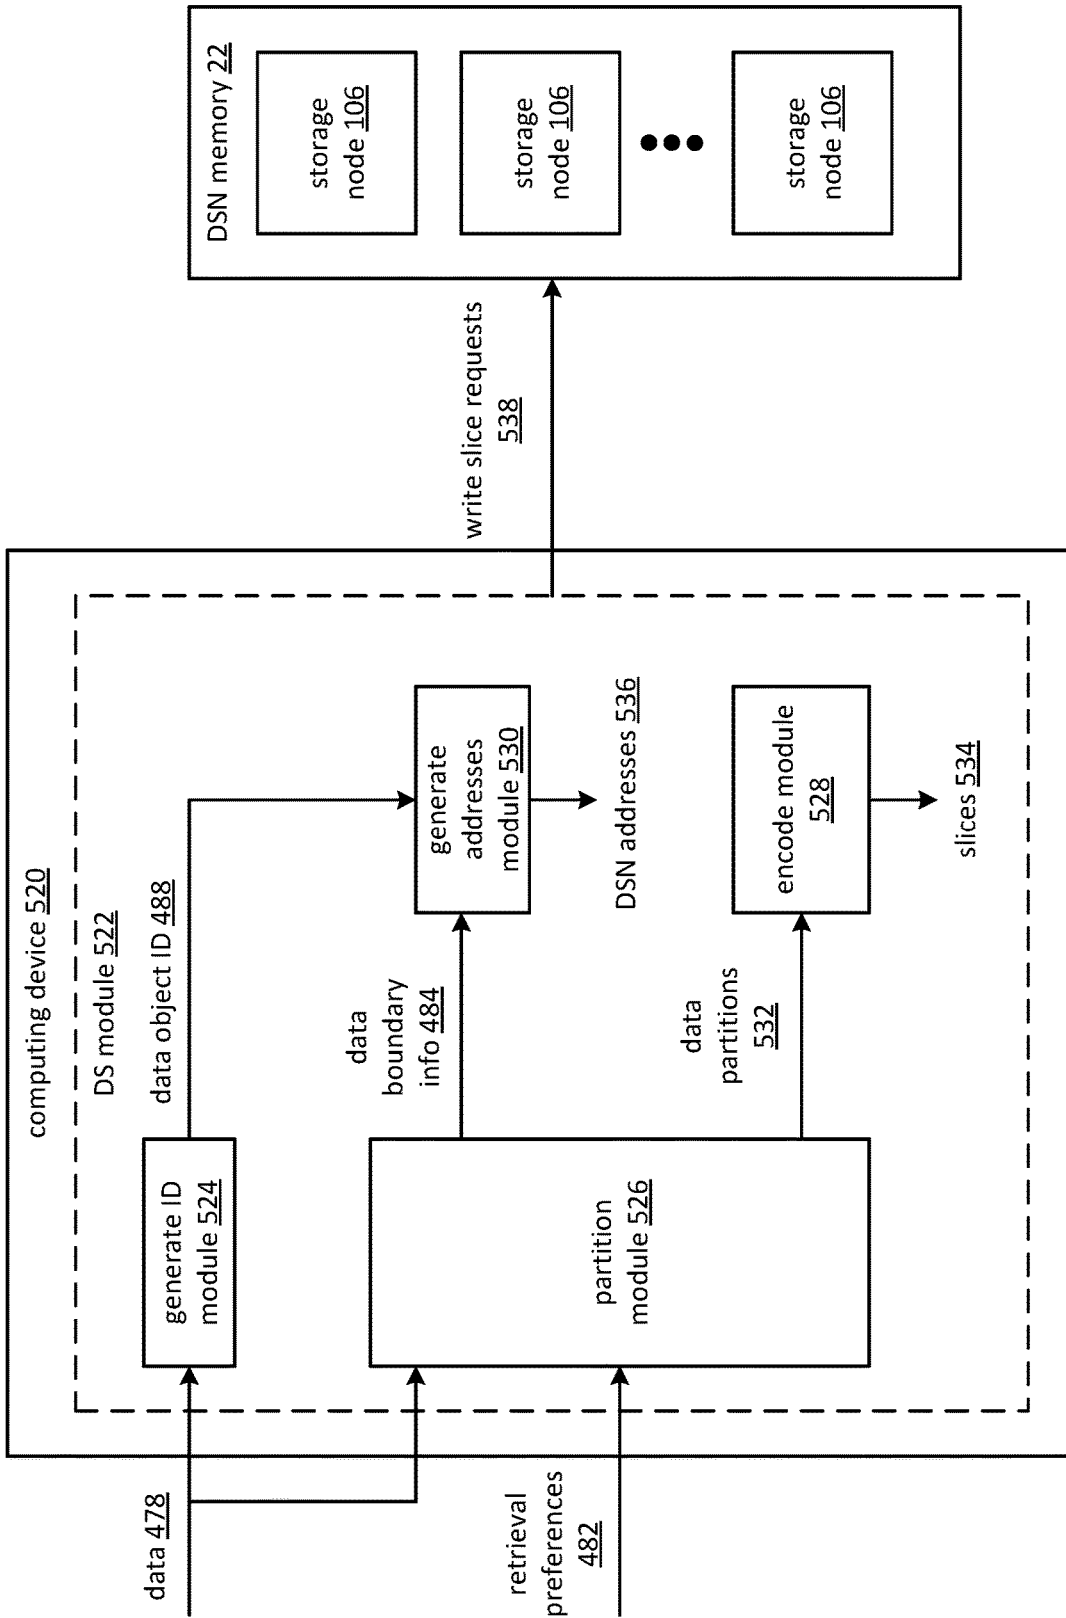 computing device 520
DS module 522
data 478
generate ID
module 524
data object ID 488
retrieval
preferences
482
partition
module 526
data
boundary
info 484
generate
addresses
module 530
DSN addresses 536
data
partitions
532
encode module
528
slices 534
write slice requests
538
DSN memory 22
storage
node 106
storage
node 106
storage
node 106